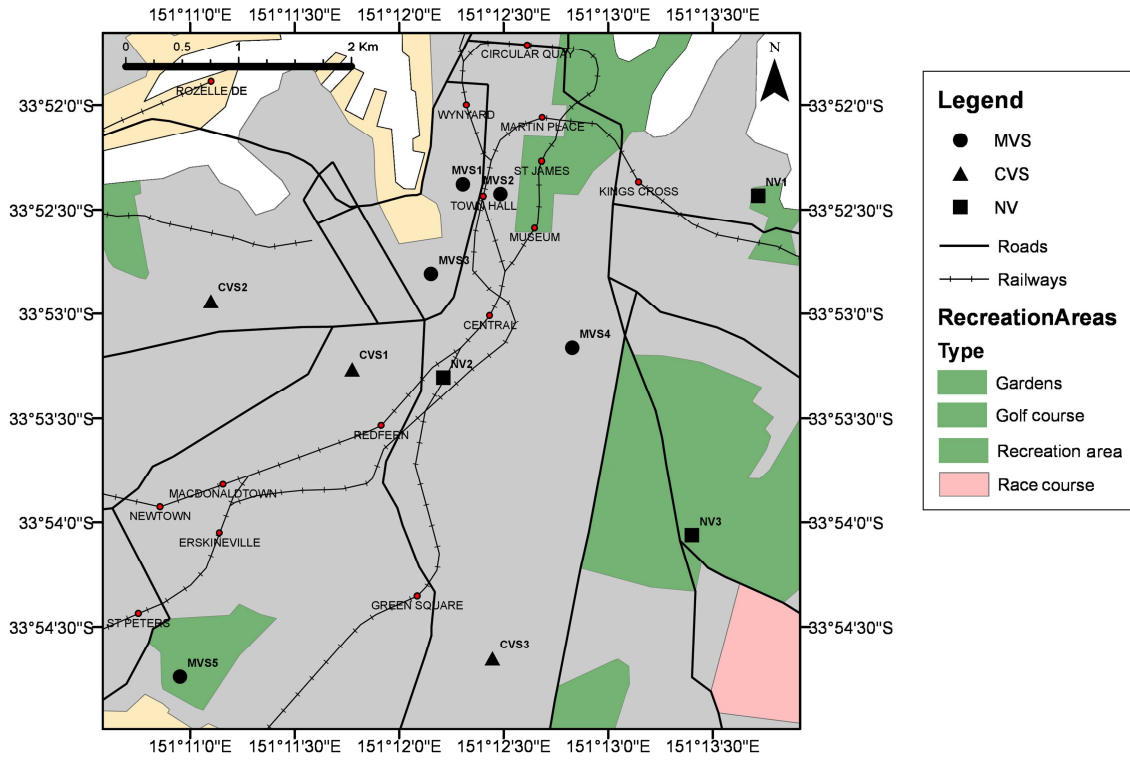 151°11'0"E 151°11'30"E 151°12'0"E 151°12'30"E 151°13'0"E 151°13'30"E
0 0.5 1 2 Km
N
CIRCULAR QUAY
ROZELLE DE
33°52'0"S
33°52'0"S
WYNYARD
MARTIN PLACE
MVS1
MVS2
ST JAMES
KINGS CROSS
NV1
TOWN HALL
33°52'30"S
33°52'30"S
MUSEUM
MVS3
CVS2
33°53'0"S
33°53'0"S
CENTRAL
MVS4
CVS1
NV2
33°53'30"S
33°53'30"S
REDFERN
MACDONALDTOWN
NEWTOWN
33°54'0"S
33°54'0"S
NV3
ERSKINEVILLE
GREEN SQUARE
ST PETERS
33°54'30"S
33°54'30"S
CVS3
MVS5
151°11'0"E 151°11'30"E 151°12'0"E 151°12'30"E 151°13'0"E 151°13'30"E
Legend
MVS
CVS
NV
Roads
Railways
RecreationAreas
Type
Gardens
Golf course
Recreation area
Race course